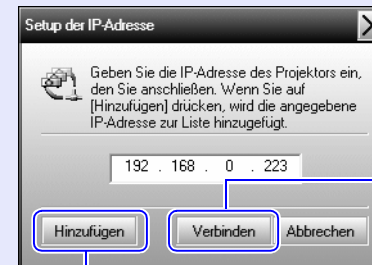 Setup der IP-Adresse
Geben Sie die IP-Adresse des Projektors ein,
den Sie anschließen. Wenn Sie auf
[Hinzufügen] drücken, wird die angegebene
IP-Adresse zur Liste hinzugefügt.
192 . 168 . 0 . 223
Hinzufügen Verbinden Abbrechen